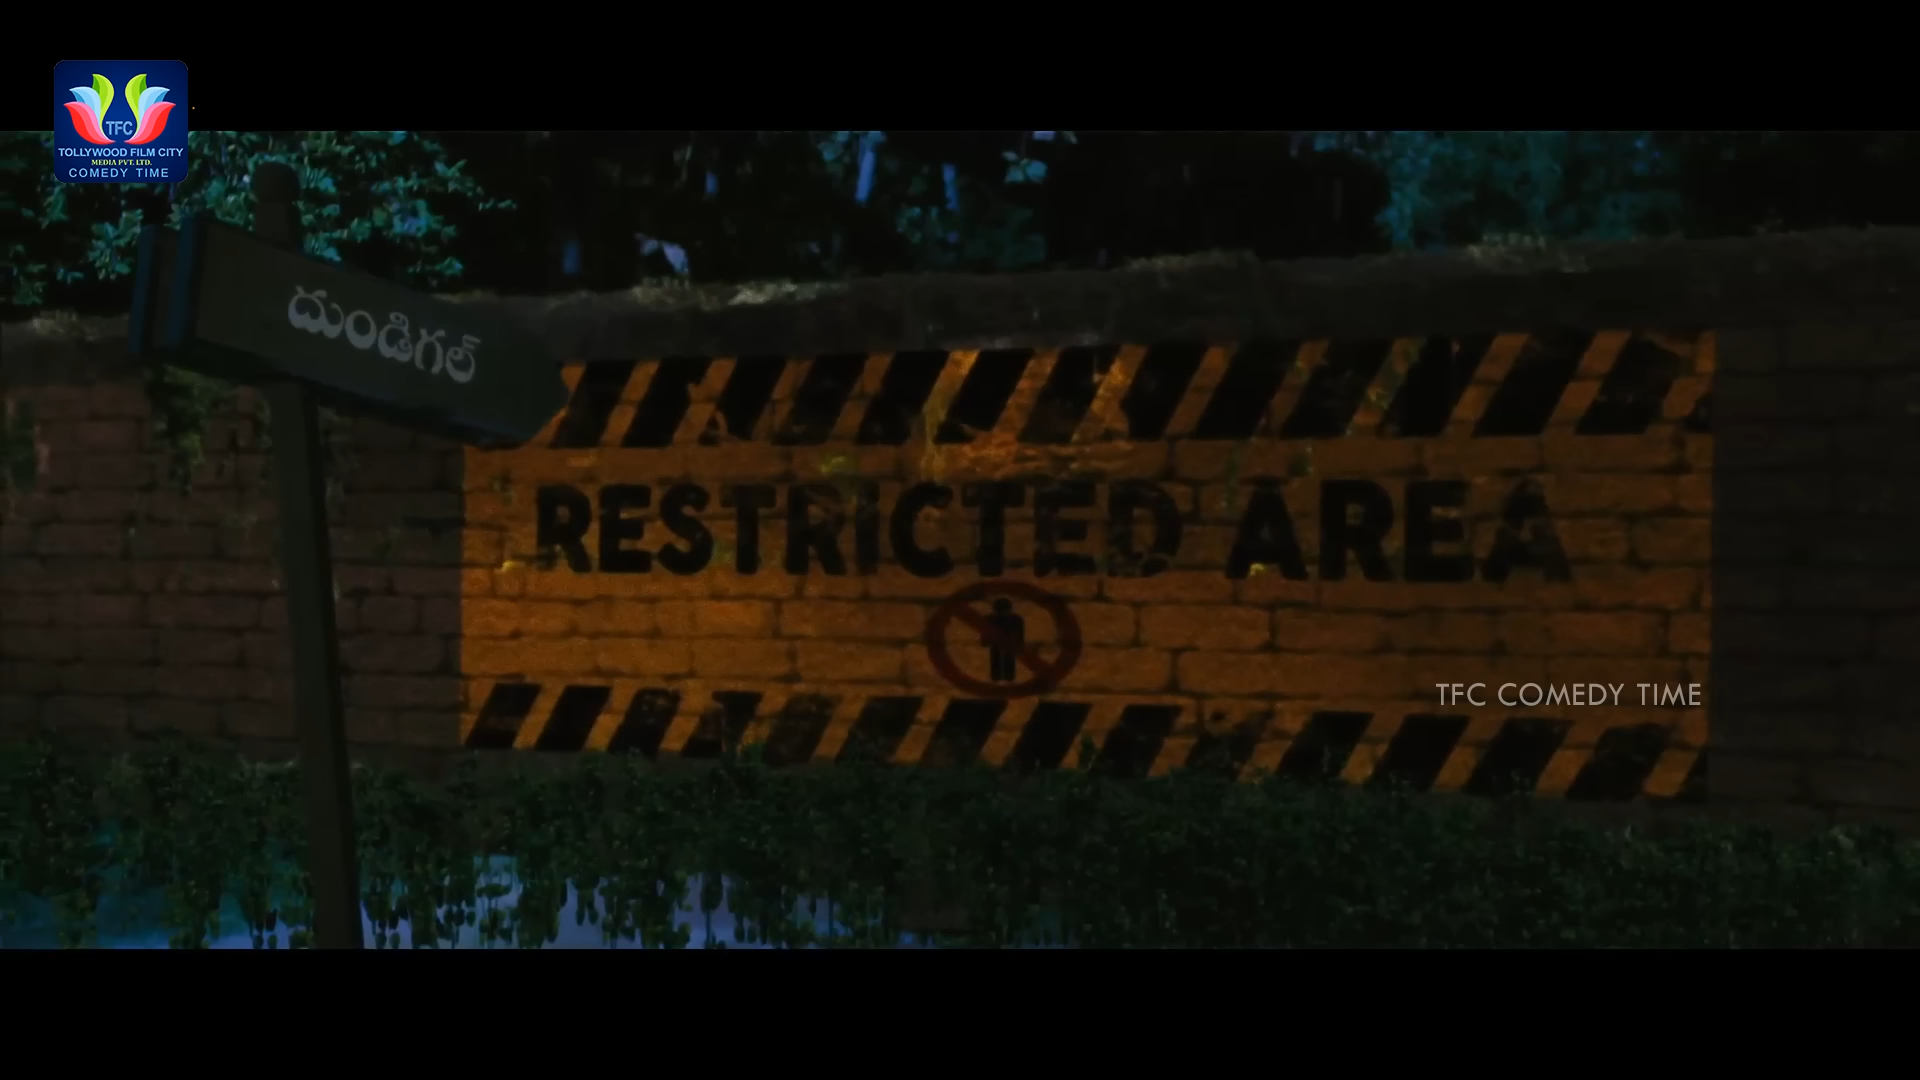 TFC
TOLLYWOOD FILM CITY
MEDIA PVT. LTD.
COMEDY TIME
దుండిగల్
RESTRICTED AREA
TFC COMEDY TIME